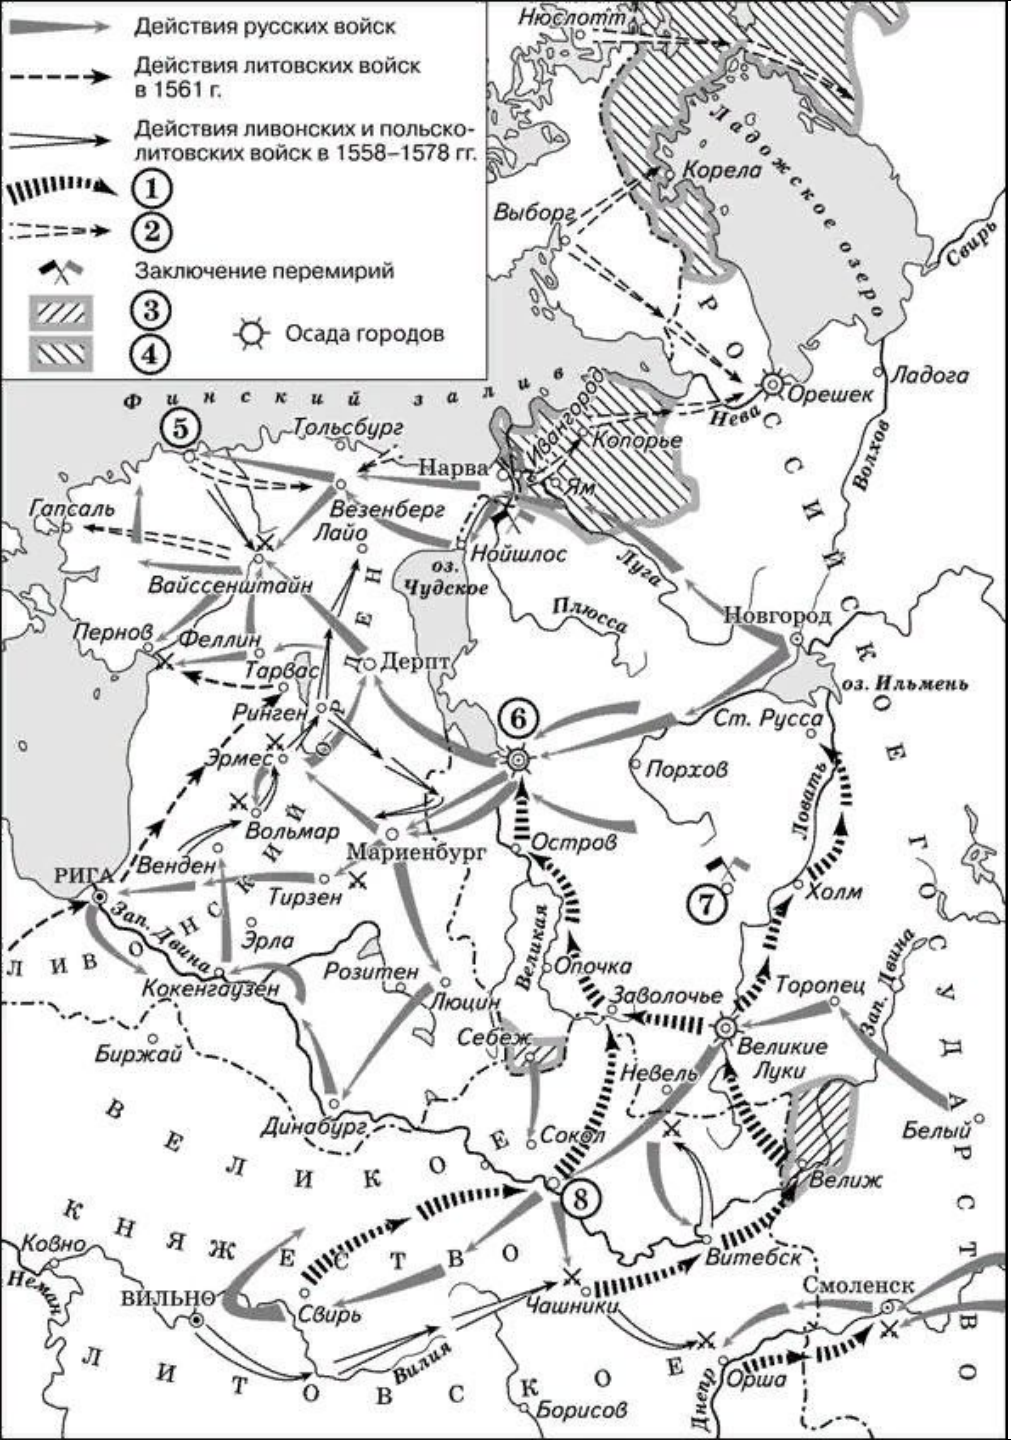 Действия русских войск
Действия литовских войск
в 1561 г.
Действия ливонских и польско-
литовских войск в 1558–1578 гг.
1
2
Заключение перемирий
3
Осада городов
4
Нюслотт
Ладожское озеро
Корела
Выборг
Свирь
Ладога
Орешек
Нева
Финский залив
5
Тольсбург
Ивангород
Копорье
Нарва
Ям
Волхов
Гапсаль
Везенберг
Лайо
Нойшлос
оз.
Чудское
Луга
Вайссенштайн
Плюсса
Новгород
Пернов
Феллин
Тарвас
Дерпт
оз. Ильмень
Ринген
6
Ст. Русса
Эрмес
Порхов
Ловать
Вольмар
Остров
Венден
Мариенбург
РИГА
Тирзен
7
Холм
Зап. Двина
Эрла
Великая
Розитен
Опочка
Зап. Двина
Кокенгаузен
Люцин
Заволочье
Торопец
Себеж
Великие
Луки
Биржай
Невель
Динабург
Сокол
Белый
8
Велиж
Ковно
Неман
Витебск
ВИЛЬНО
Свирь
Чашники
Смоленск
Вилия
Днепр
Орша
Борисов
ЛИВОНСКИЙ ОРДЕН
ВЕЛИКОЕ
КНЯЖЕСТВО
ЛИТОВСКОЕ
РОССИЙСКОЕ
ГОСУДАРСТВО